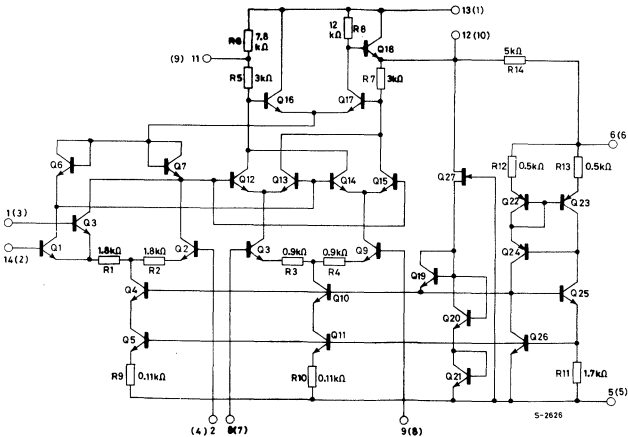 13 (1)
R6 7,8 kΩ
12 kΩ R8
Q18
12 (10)
(9) 11
5kΩ
R14
R5 3kΩ
R7 3kΩ
Q16
Q17
6(6
Q6
Q7
Q12
Q13
Q14
Q15
Q27
R12 0.5kΩ
R13 0.5kΩ
Q22
Q23
1(3)
Q3
14(2)
Q1
1.8kΩ
R1
1.8kΩ
R2
Q2
Q3
0.9kΩ
R3
0.9kΩ
R4
Q9
Q24
Q19
Q4
Q10
Q20
Q25
Q5
Q11
Q26
R9 0.11kΩ
R10 0.11kΩ
Q21
R11 1.7kΩ
5(5)
S-2626
(4) 2
8(7)
9(8)